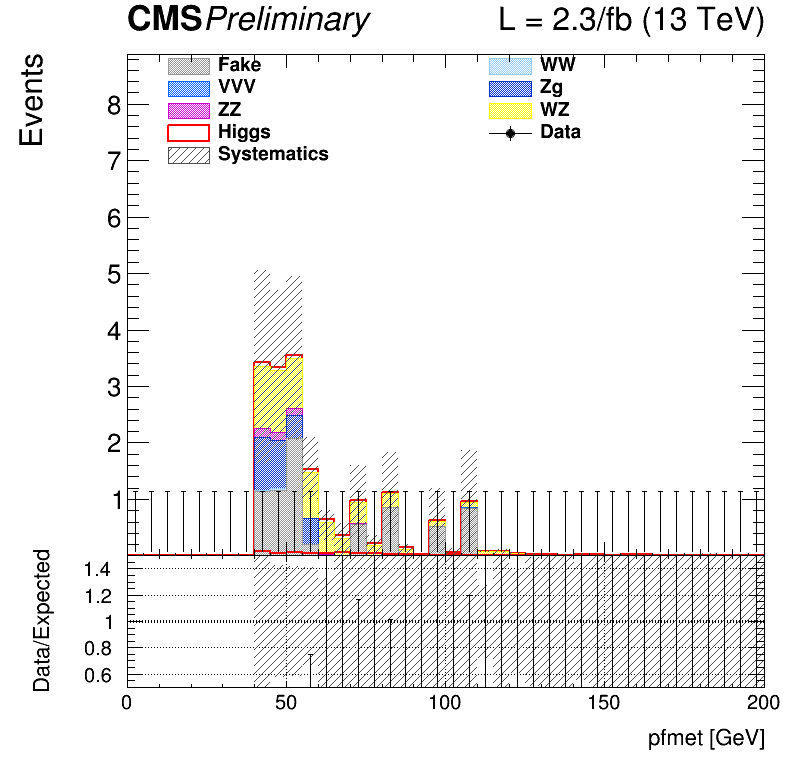 CMS Preliminary L = 2.3/fb (13 TeV)
Events
Fake WW
VVV Zg
ZZ WZ
Higgs Data
Systematics
8
7
6
5
4
3
2
1
Data/Expected
1.4
1.2
1
0.8
0.6
0 50 100 150 200
pfmet [GeV]